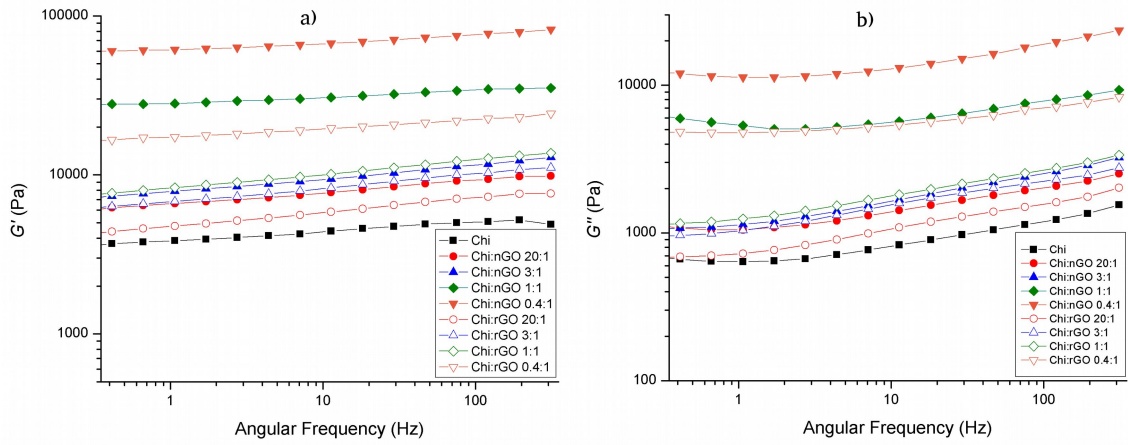 a)
100000
10000
1000
G' (Pa)
1
10
100
Angular Frequency (Hz)
Chi
Chi:nGO 20:1
Chi:nGO 3:1
Chi:nGO 1:1
Chi:nGO 0.4:1
Chi:rGO 20:1
Chi:rGO 3:1
Chi:rGO 1:1
Chi:rGO 0.4:1
b)
10000
1000
100
G'' (Pa)
1
10
100
Angular Frequency (Hz)
Chi
Chi:nGO 20:1
Chi:nGO 3:1
Chi:nGO 1:1
Chi:nGO 0.4:1
Chi:rGO 20:1
Chi:rGO 3:1
Chi:rGO 1:1
Chi:rGO 0.4:1